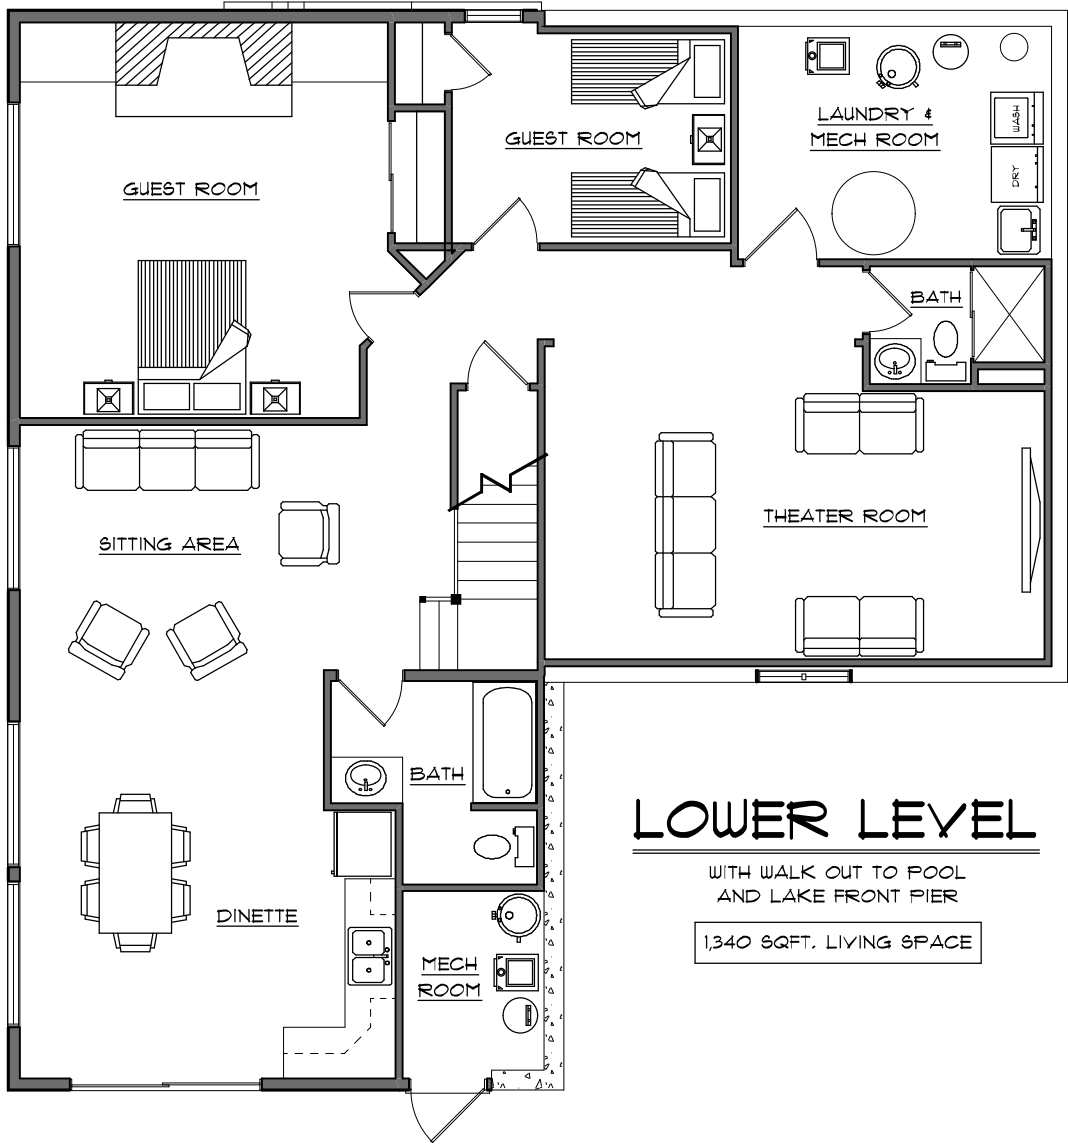 LAUNDRY &
MECH ROOM
WASH
DRY
GUEST ROOM
GUEST ROOM
BATH
THEATER ROOM
SITTING AREA
BATH
DINETTE
MECH
ROOM
LOWER LEVEL
WITH WALK OUT TO POOL
AND LAKE FRONT PIER
1,340 SQFT. LIVING SPACE